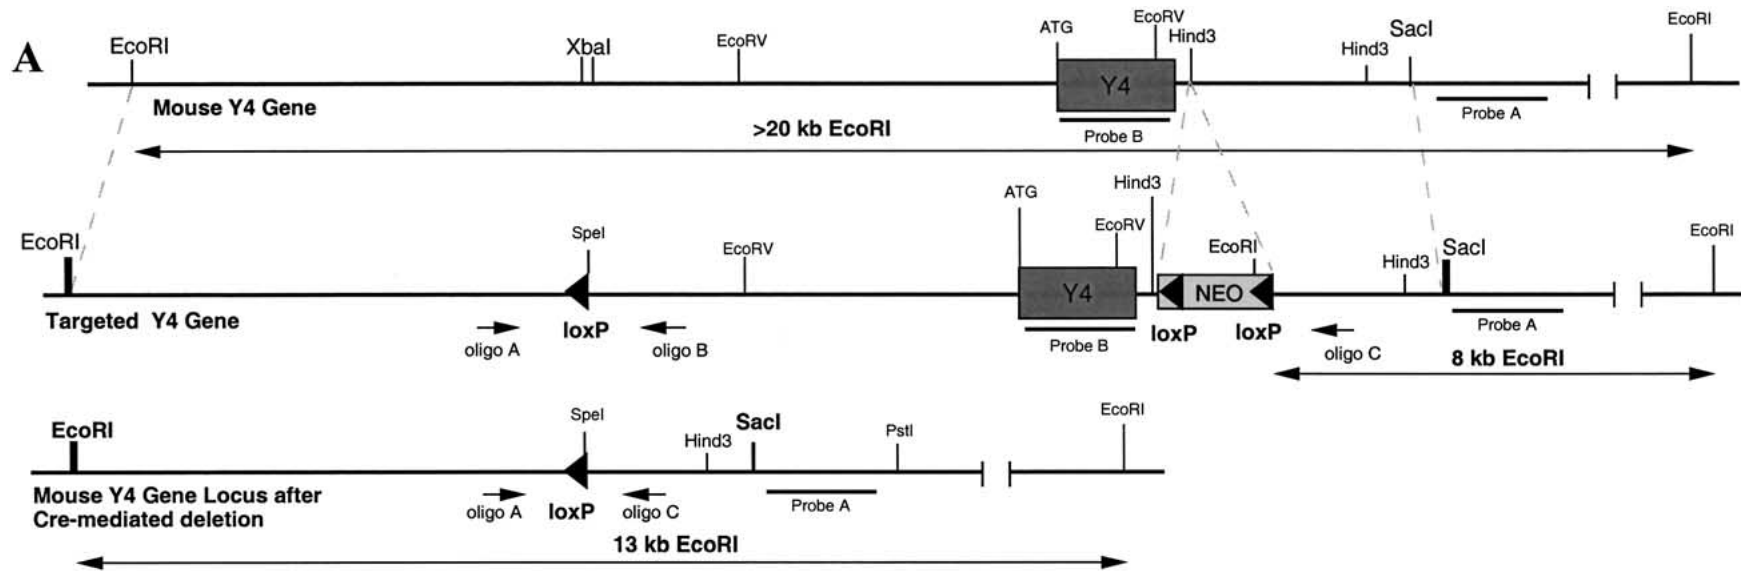 A
EcoRI
XbaI
EcoRV
ATG
EcoRV
Hind3
Hind3
SacI
EcoRI
Y4
Mouse Y4 Gene
Probe B
Probe A
>20 kb EcoRI
EcoRI
SpeI
EcoRV
ATG
EcoRV
Hind3
EcoRI
Hind3
SacI
EcoRI
Y4
NEO
Targeted Y4 Gene
oligo A
loxP
oligo B
Probe B
loxP
loxP
oligo C
Probe A
8 kb EcoRI
EcoRI
SpeI
Hind3
SacI
PstI
EcoRI
Mouse Y4 Gene Locus after
Cre-mediated deletion
oligo A
loxP
oligo C
Probe A
13 kb EcoRI